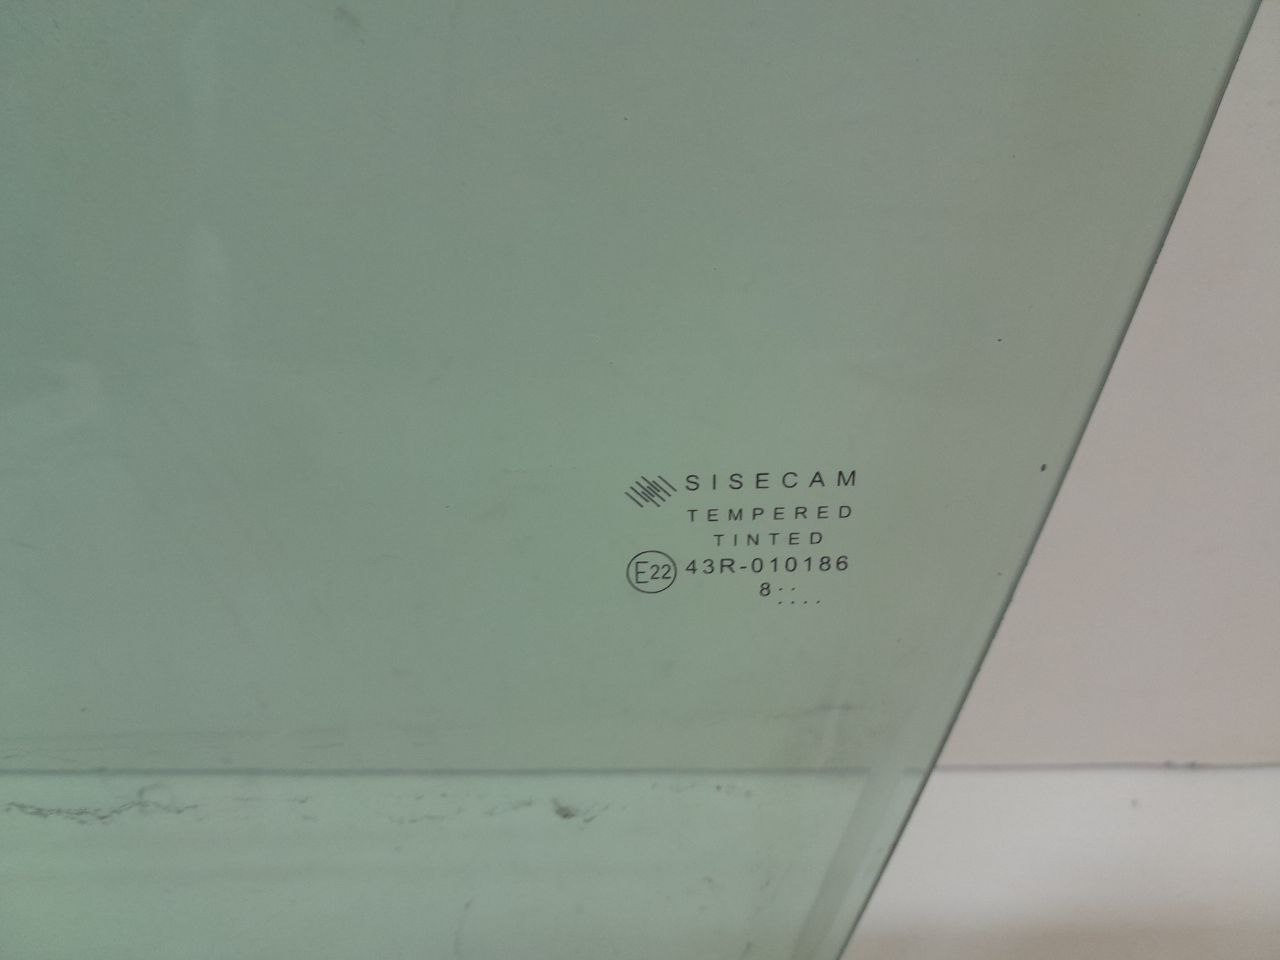 SISECAM
TEMPERED
TINTED
E22 43R-010186
8..
....